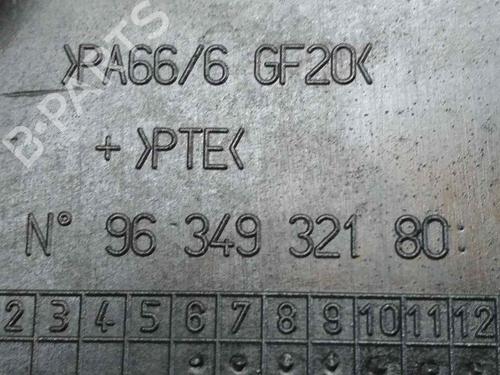 >PA66/6 GF20<
+ >PTE<
N° 96 349 321 80
2 3 4 5 6 7 8 9 10 11 12
B-PARTS